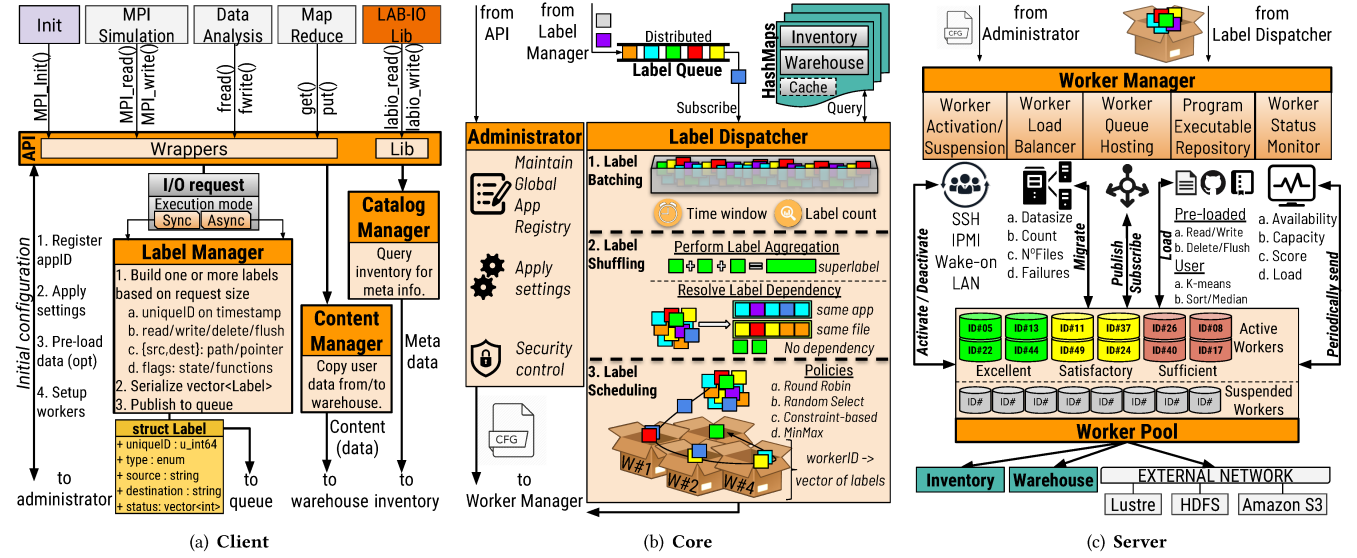 Init
MPI
Simulation
Data
Analysis
Map
Reduce
LAB-IO
Lib
MPI_Init()
MPI_read()
MPI_write()
fread()
fwrite()
get()
put()
labio_read()
labio_write()
API
Wrappers
Lib
I/O request
Execution mode
Sync
Async
Initial configuration
1. Register
appID
2. Apply
settings
3. Pre-load
data (opt)
4. Setup
workers
to
administrator
Label Manager
1. Build one or more labels
based on request size
a. uniqueID on timestamp
b. read/write/delete/flush
c. {src,dest}: path/pointer
d. flags: state/functions
2. Serialize vector<Label>
3. Publish to queue
struct Label
+ uniqueID : u_int64
+ type : enum
+ source : string
+ destination : string
+ status: vector<int>
to
queue
Catalog
Manager
Query
inventory for
meta info.
Content
Manager
Copy user
data from/to
warehouse.
Meta
data
Content
(data)
to
warehouse
inventory
(a) Client
from
API
from
Label
Manager
Distributed
Label Queue
Subscribe
HashMaps
Inventory
Warehouse
Cache
Query
Administrator
Maintain
Global
App
Registry
Apply
settings
Security
control
CFG
to
Worker Manager
Label Dispatcher
1. Label
Batching
Time window
Label count
2. Label
Shuffling
Perform Label Aggregation
superlabel
Resolve Label Dependency
same app
same file
No dependency
3. Label
Scheduling
Policies
a. Round Robin
b. Random Select
c. Constraint-based
d. MinMax
W#1
W#2
W#4
workerID ->
vector of labels
(b) Core
CFG
from
Administrator
from
Label Dispatcher
Worker Manager
Worker
Activation/
Suspension
Worker
Load
Balancer
Worker
Queue
Hosting
Program
Executable
Repository
Worker
Status
Monitor
Activate / Deactivate
SSH
IPMI
Wake-on
LAN
a. Datasize
b. Count
c. NºFiles
d. Failures
Migrate
Publish
Subscribe
Load
Pre-loaded
a. Read/Write
b. Delete/Flush
User
a. K-means
b. Sort/Median
a. Availability
b. Capacity
c. Score
d. Load
Periodically send
ID#05
ID#13
ID#11
ID#37
ID#26
ID#08
ID#22
ID#44
ID#49
ID#24
ID#40
ID#17
Active
Workers
Excellent
Satisfactory
Sufficient
ID#
ID#
ID#
ID#
ID#
ID#
ID#
ID#
Suspended
Workers
Worker Pool
Inventory
Warehouse
EXTERNAL NETWORK
Lustre
HDFS
Amazon S3
(c) Server